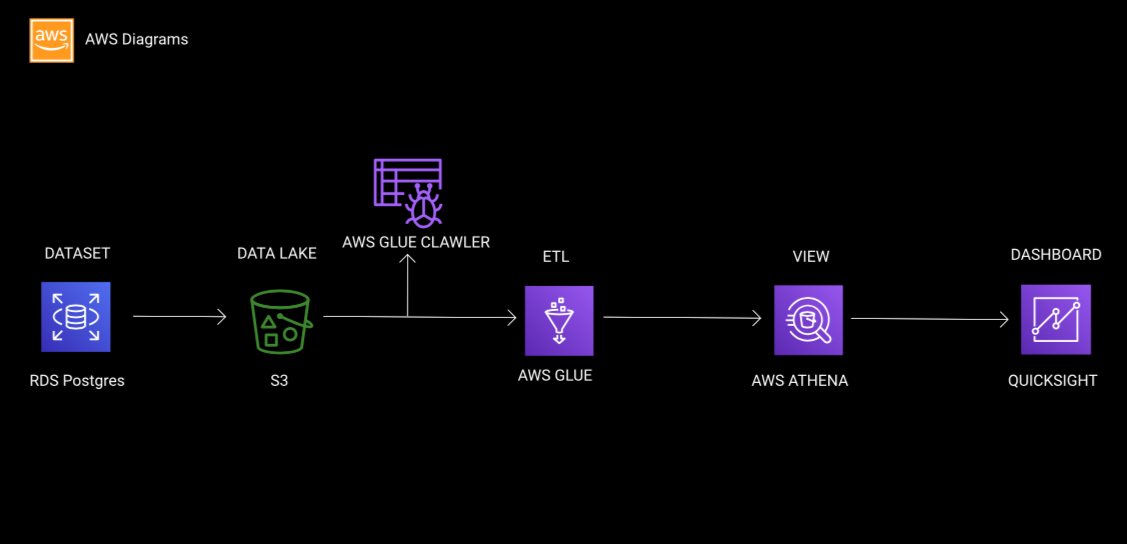 aws
AWS Diagrams
AWS GLUE CLAWLER
DATASET
DATA LAKE
ETL
VIEW
DASHBOARD
RDS Postgres
S3
AWS GLUE
AWS ATHENA
QUICKSIGHT